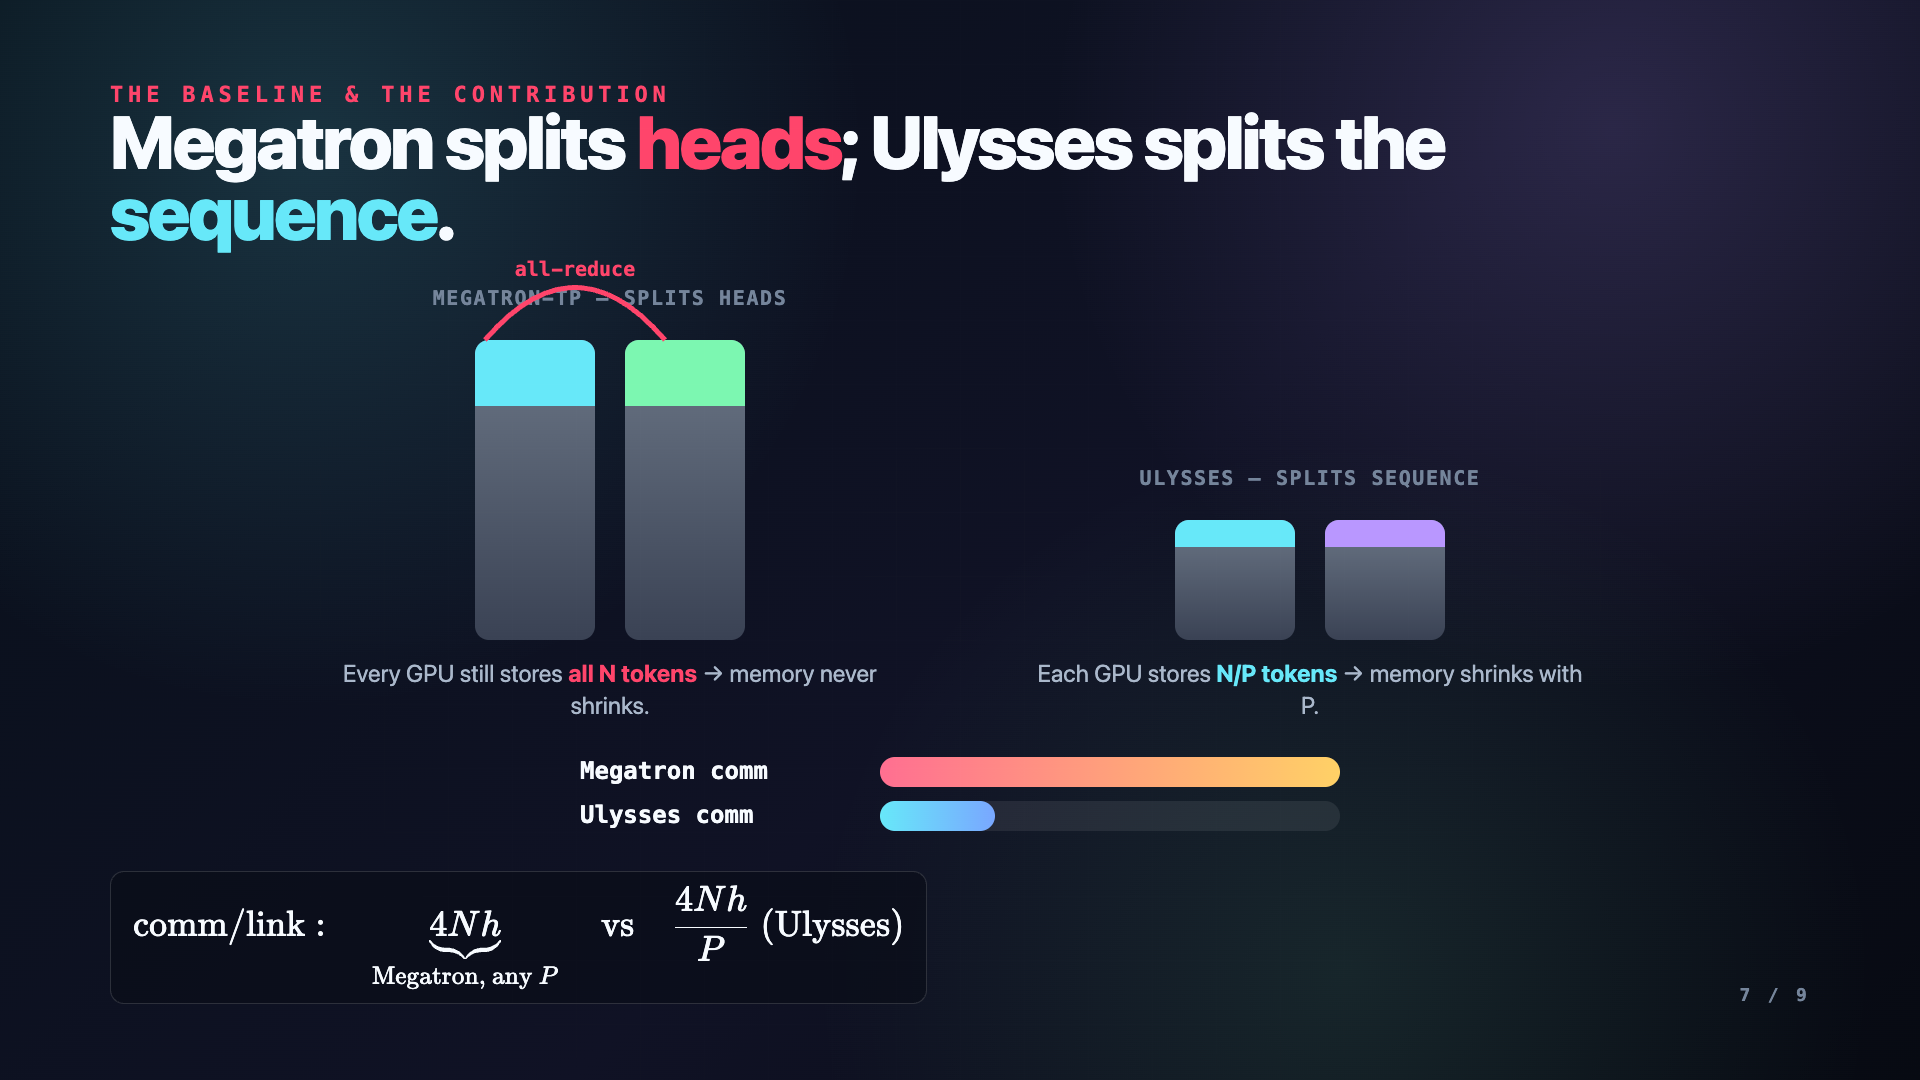 THE BASELINE & THE CONTRIBUTION
Megatron splits heads; Ulysses splits the
sequence.
all-reduce
MEGATRON-TP — SPLITS HEADS
ULYSSES — SPLITS SEQUENCE
Every GPU still stores all N tokens → memory never
shrinks.
Each GPU stores N/P tokens → memory shrinks with
P.
Megatron comm
Ulysses comm
comm/link : 4Nh vs 4Nh/P (Ulysses)
Megatron, any P
7 / 9